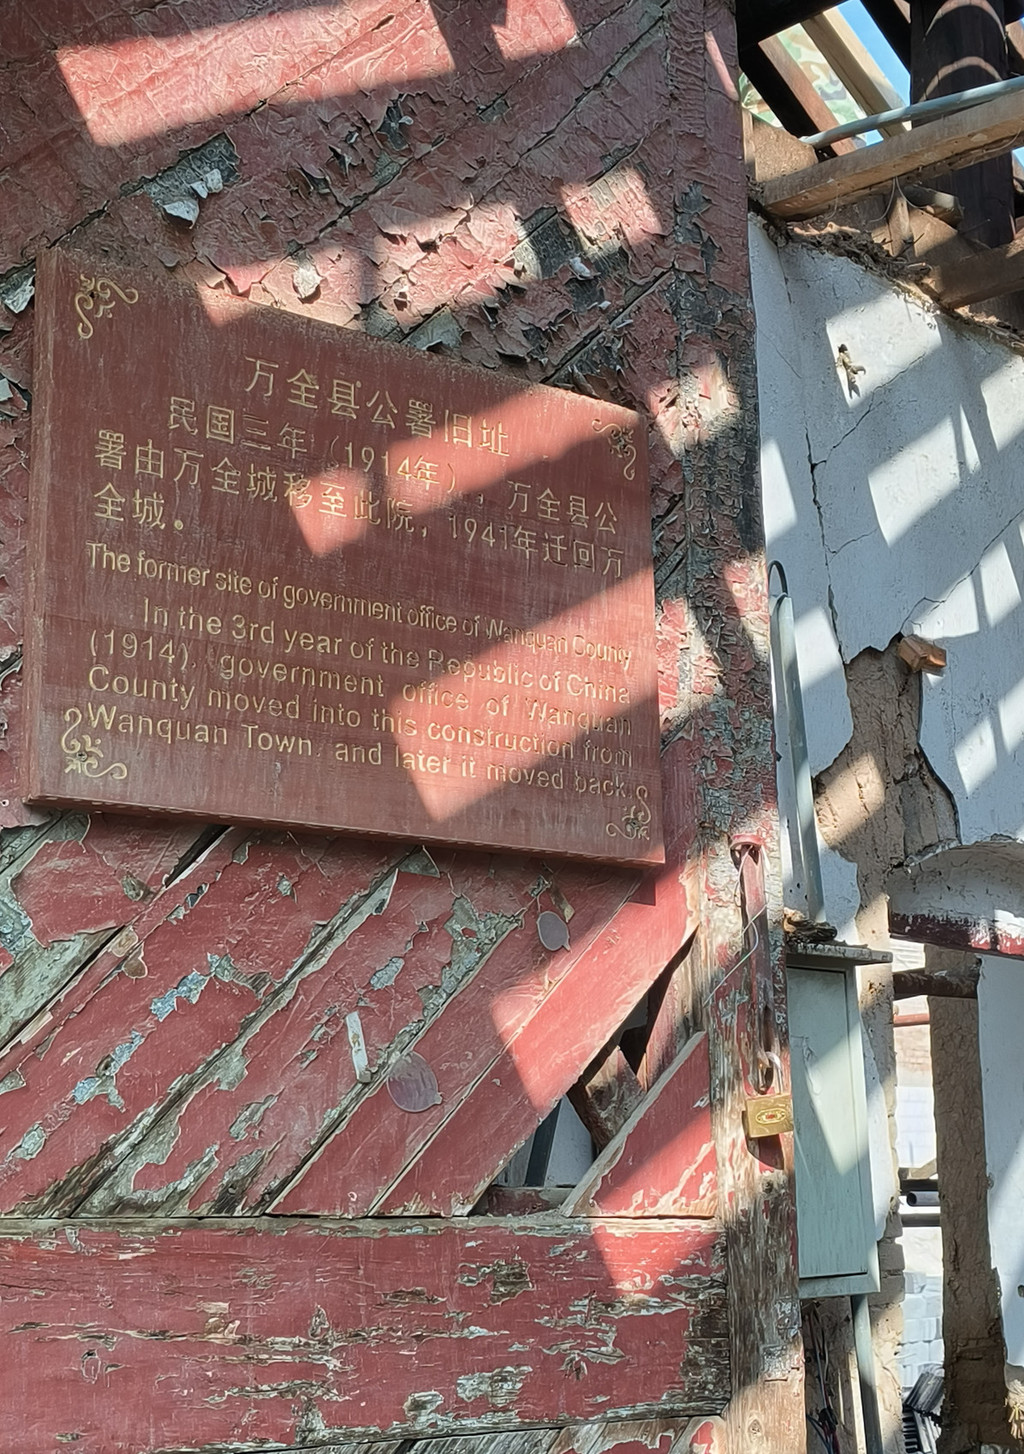 万全县公署旧址
民国三年（1914年），万全县公
署由万全城移至此院，1941年迁回万
全城。
The former site of government office of Wanquan County
In the 3rd year of the Republic of China
(1914), government office of Wanquan
County moved into this construction from
Wanquan Town, and later it moved back.